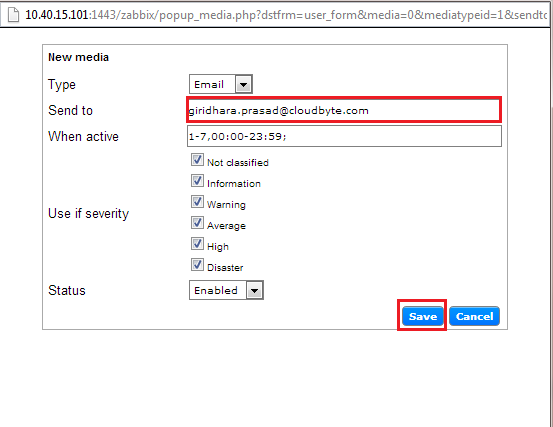 10.40.15.101:1443/zabbix/popup_media.php?dstfrm=user_form&media=0&mediatypeid=1&sendto
New media
Type Email
Send to giridhara.prasad@cloudbyte.com
When active 1-7,00:00-23:59;
Not classified
Information
Warning
Use if severity
Average
High
Disaster
Status Enabled
Save Cancel